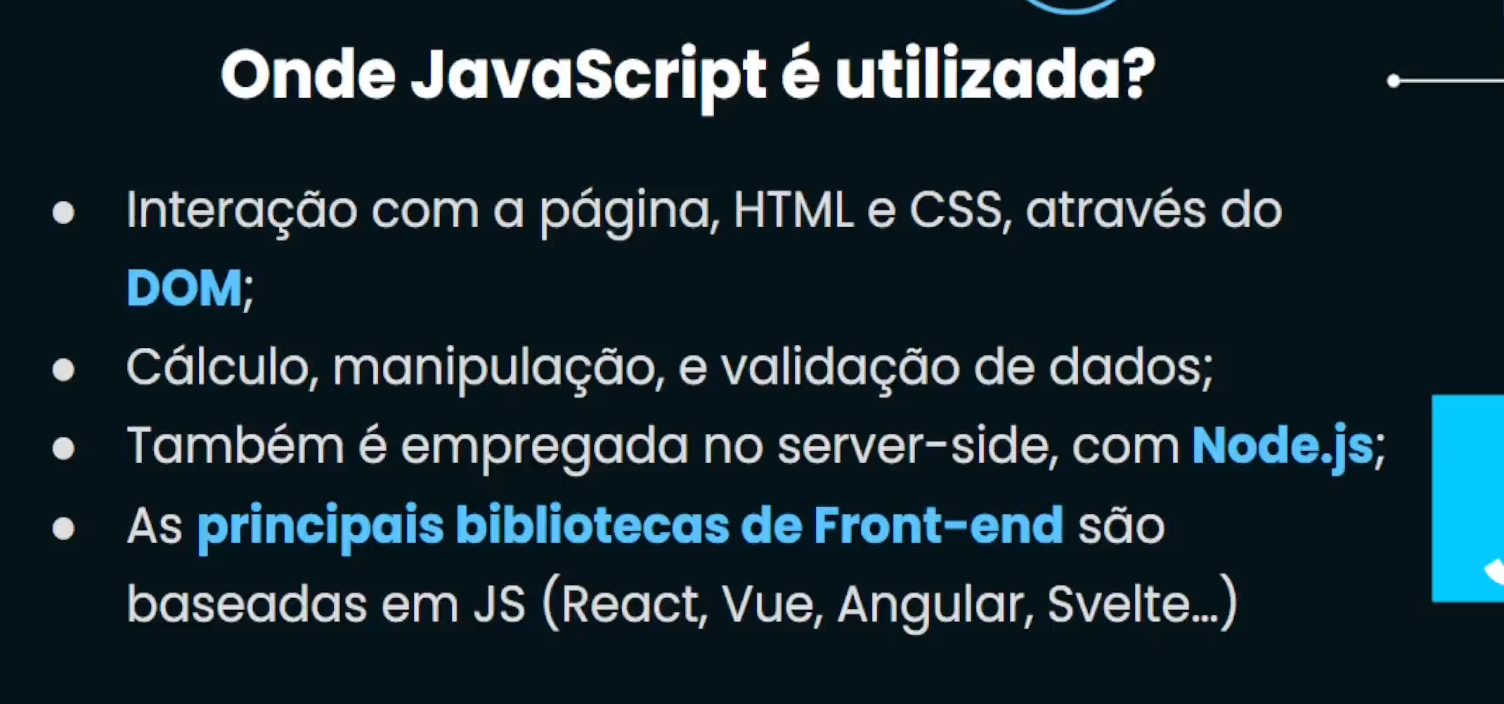 Onde JavaScript é utilizada?
● Interação com a página, HTML e CSS, através do
DOM;
● Cálculo, manipulação, e validação de dados;
● Também é empregada no server-side, com Node.js;
● As principais bibliotecas de Front-end são
baseadas em JS (React, Vue, Angular, Svelte...)